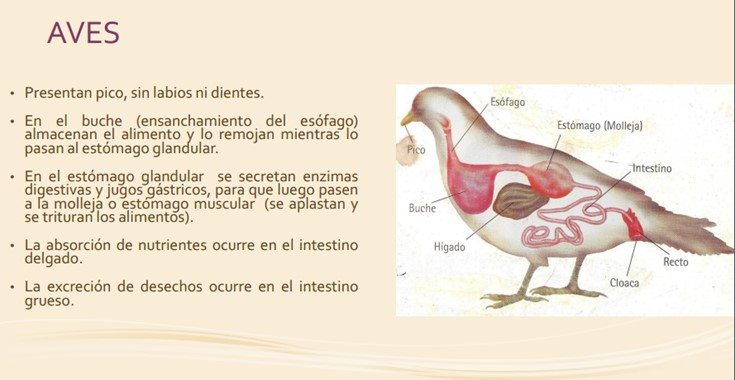 AVES
• Presentan pico, sin labios ni dientes.
• En el buche (ensanchamiento del esófago)
almacenan el alimento y lo remojan mientras lo
pasan al estómago glandular.
• En el estómago glandular se secretan enzimas
digestivas y jugos gástricos, para que luego pasen
a la molleja o estómago muscular (se aplastan y
se trituran los alimentos).
• La absorción de nutrientes ocurre en el intestino
delgado.
• La excreción de desechos ocurre en el intestino
grueso.
Esófago
Estómago (Molleja)
Pico
Intestino
Buche
Hígado
Recto
Cloaca